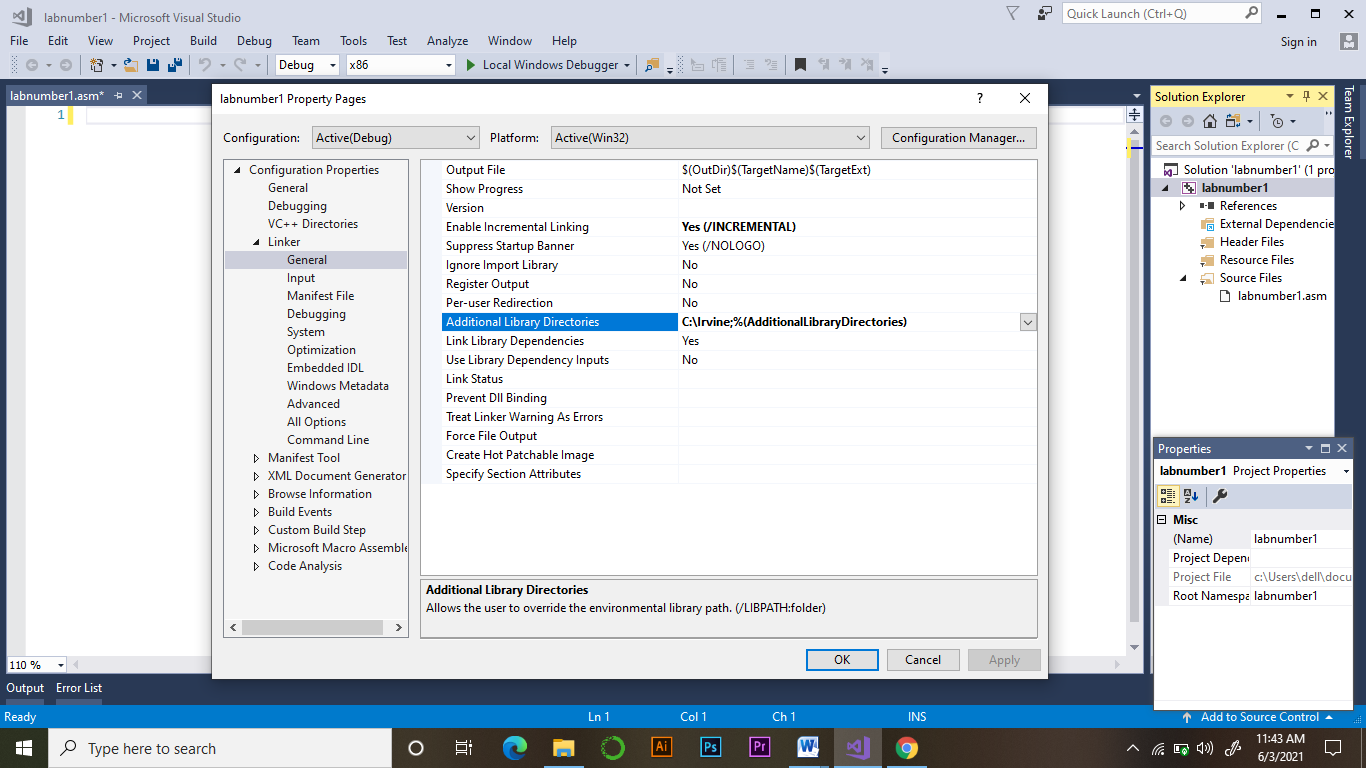 labnumber1 - Microsoft Visual Studio
Quick Launch (Ctrl+Q)
File Edit View Project Build Debug Team Tools Test Analyze Window Help
Sign in
Debug x86 Local Windows Debugger
labnumber1.asm*
1
labnumber1 Property Pages
? 
Configuration: Active(Debug) Platform: Active(Win32) Configuration Manager...
Configuration Properties
General
Debugging
VC++ Directories
Linker
General
Input
Manifest File
Debugging
System
Optimization
Embedded IDL
Windows Metadata
Advanced
All Options
Command Line
Manifest Tool
XML Document Generator
Browse Information
Build Events
Custom Build Step
Microsoft Macro Assemble
Code Analysis
Output File $(OutDir)$(TargetName)$(TargetExt)
Show Progress Not Set
Version
Enable Incremental Linking Yes (/INCREMENTAL)
Suppress Startup Banner Yes (/NOLOGO)
Ignore Import Library No
Register Output No
Per-user Redirection No
Additional Library Directories C:\Irvine;%(AdditionalLibraryDirectories)
Link Library Dependencies Yes
Use Library Dependency Inputs No
Link Status
Prevent Dll Binding
Treat Linker Warning As Errors
Force File Output
Create Hot Patchable Image
Specify Section Attributes
Additional Library Directories
Allows the user to override the environmental library path. (/LIBPATH:folder)
OK Cancel Apply
Solution Explorer
Search Solution Explorer (C
Solution 'labnumber1' (1 pro
labnumber1
References
External Dependencie
Header Files
Resource Files
Source Files
labnumber1.asm
Team Explorer
Properties
labnumber1 Project Properties
Misc
(Name) labnumber1
Project Depen
Project File c:\Users\dell\docu
Root Namespa labnumber1
110 %
Output Error List
Ready Ln 1 Col 1 Ch 1 INS Add to Source Control
Type here to search
Ai Ps Pr W
11:43 AM
6/3/2021